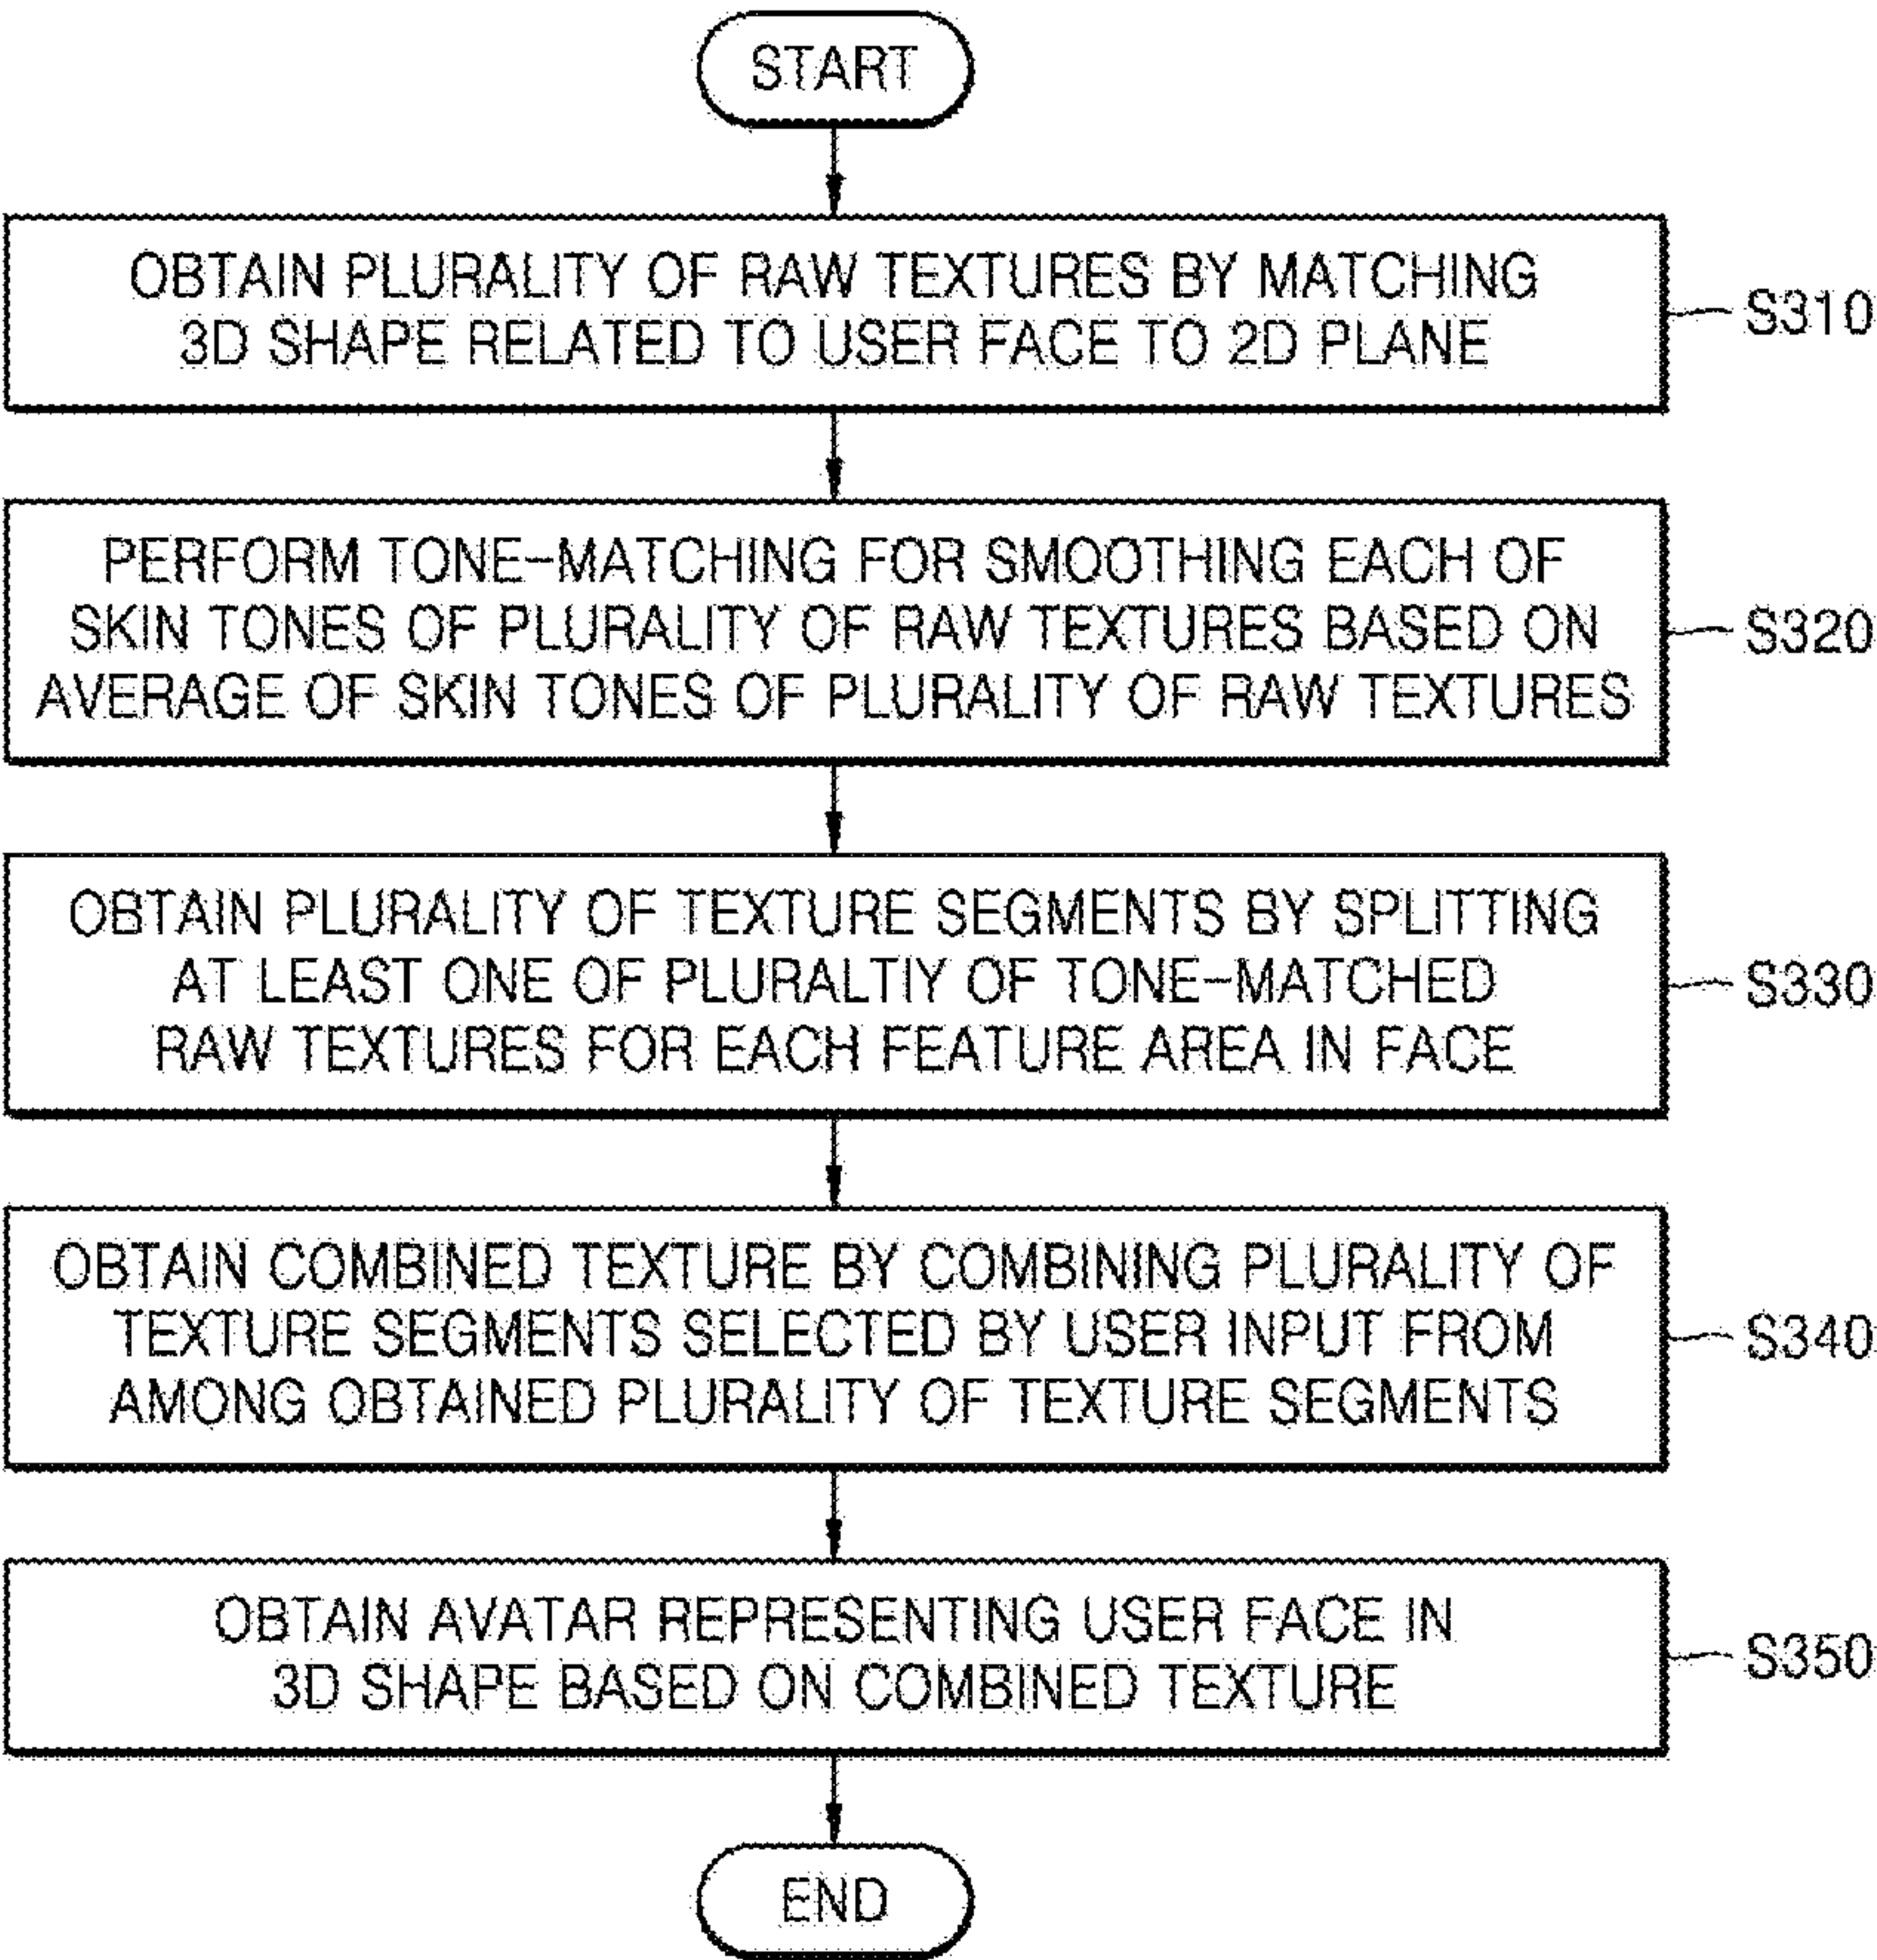 START
OBTAIN PLURALITY OF RAW TEXTURES BY MATCHING
3D SHAPE RELATED TO USER FACE TO 2D PLANE
S310
PERFORM TONE-MATCHING FOR SMOOTHING EACH OF
SKIN TONES OF PLURALITY OF RAW TEXTURES BASED ON
AVERAGE OF SKIN TONES OF PLURALITY OF RAW TEXTURES
S320
OBTAIN PLURALITY OF TEXTURE SEGMENTS BY SPLITTING
AT LEAST ONE OF PLURALTIY OF TONE-MATCHED
RAW TEXTURES FOR EACH FEATURE AREA IN FACE
S330
OBTAIN COMBINED TEXTURE BY COMBINING PLURALITY OF
TEXTURE SEGMENTS SELECTED BY USER INPUT FROM
AMONG OBTAINED PLURALITY OF TEXTURE SEGMENTS
S340
OBTAIN AVATAR REPRESENTING USER FACE IN
3D SHAPE BASED ON COMBINED TEXTURE
S350
END